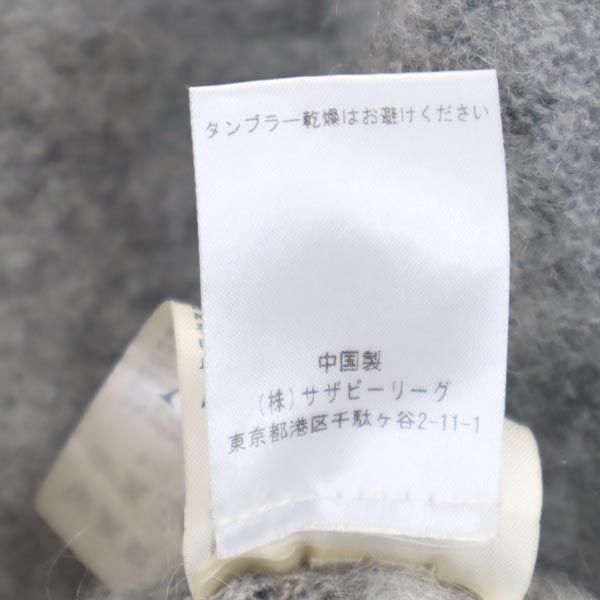 タンブラー乾燥はお避けください
中国製
(株)サザビーリーグ
東京都港区千駄ヶ谷2-11-1